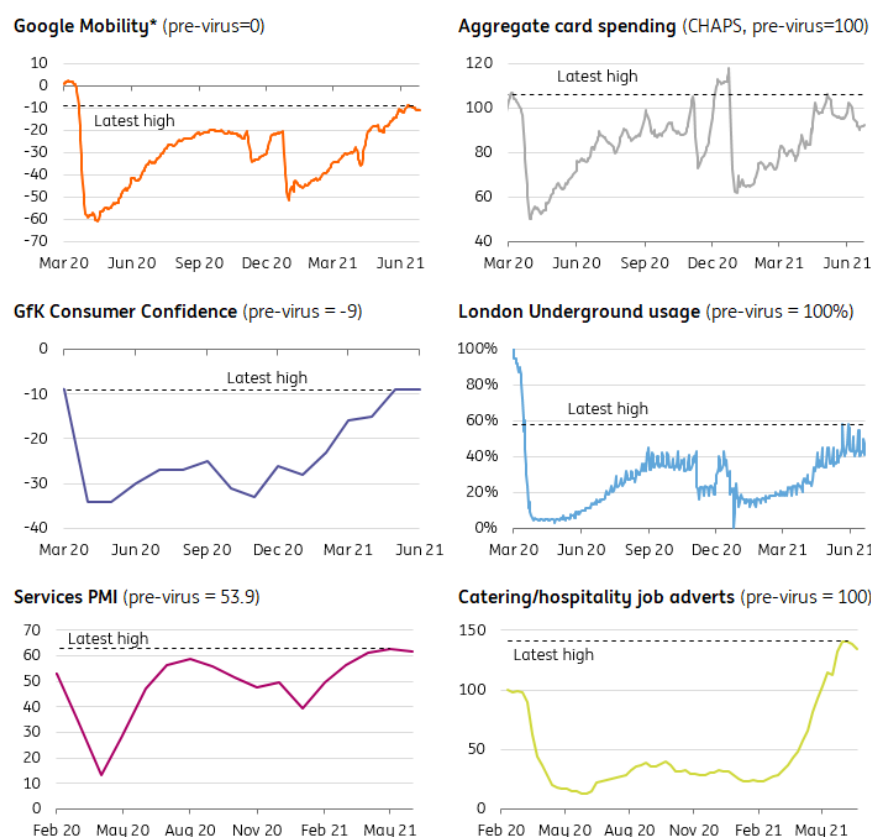 Google Mobility* (pre-virus=0)
10
0
-10
-20
-30
-40
-50
-60
-70
Latest high
Mar 20 Jun 20 Sep 20 Dec 20 Mar 21 Jun 21
Aggregate card spending (CHAPS, pre-virus=100)
120
100
80
60
40
Latest high
Mar 20 Jun 20 Sep 20 Dec 20 Mar 21 Jun 21
GfK Consumer Confidence (pre-virus = -9)
0
-10
-20
-30
-40
Latest high
Mar 20 Jun 20 Sep 20 Dec 20 Mar 21 Jun 21
London Underground usage (pre-virus = 100%)
100%
80%
60%
40%
20%
0%
Latest high
Mar 20 Jun 20 Sep 20 Dec 20 Mar 21 Jun 21
Services PMI (pre-virus = 53.9)
70
60
50
40
30
20
10
0
Latest high
Feb 20 May 20 Aug 20 Nov 20 Feb 21 May 21
Catering/hospitality job adverts (pre-virus = 100)
150
100
50
0
Latest high
Feb 20 May 20 Aug 20 Nov 20 Feb 21 May 21